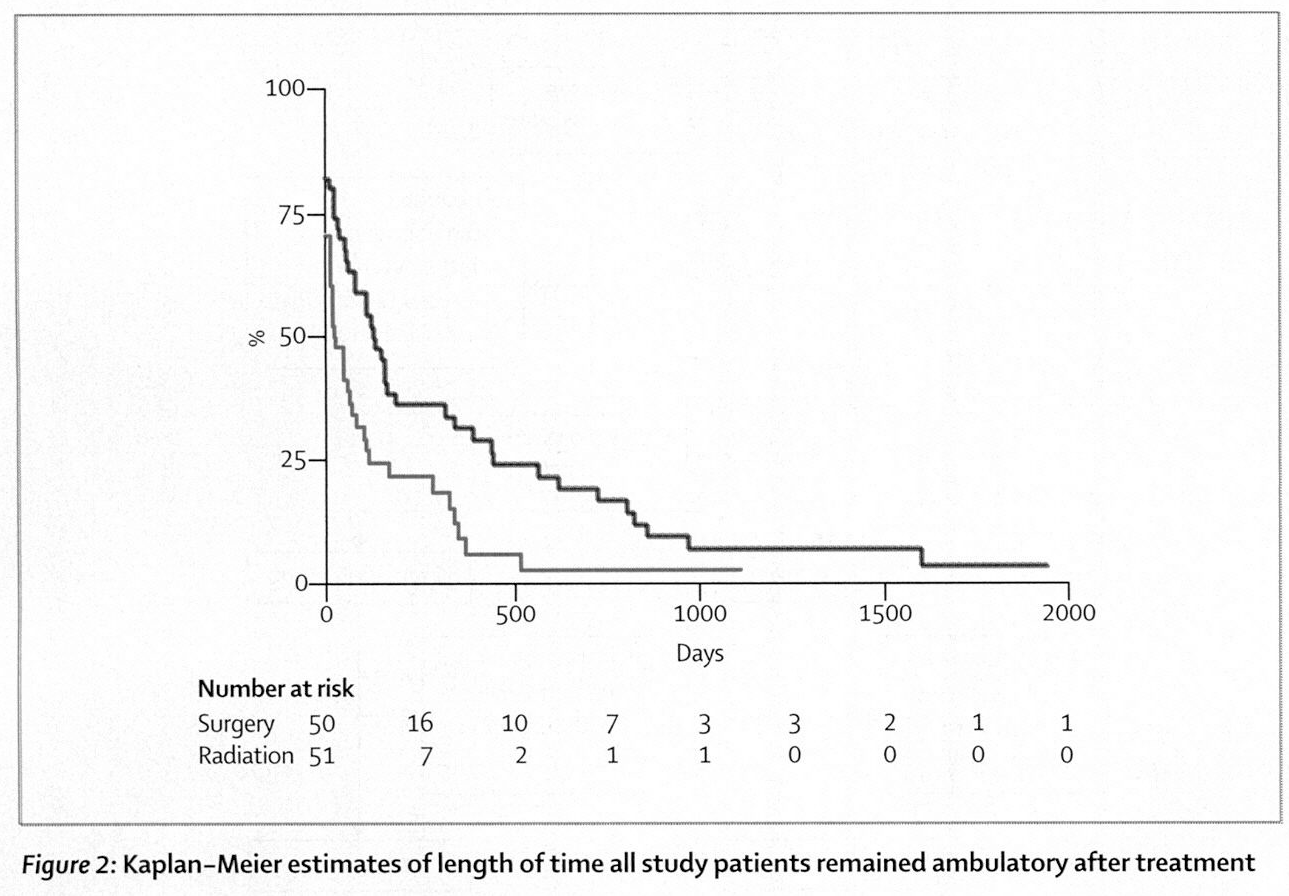 100
75
50
25
0
%
0 500 1000 1500 2000
Days
Number at risk
Surgery 50 16 10 7 3 3 2 1 1
Radiation 51 7 2 1 1 0 0 0 0
Figure 2: Kaplan–Meier estimates of length of time all study patients remained ambulatory after treatment